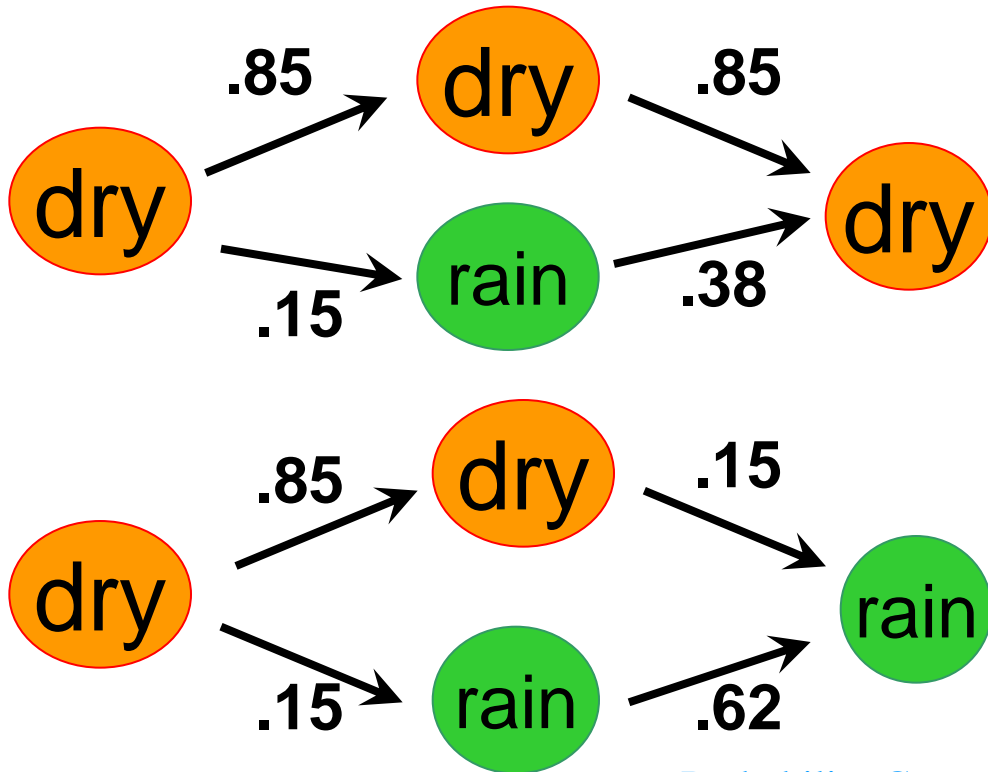 .85 dry .85
dry
dry
.15 rain .38
.85 dry .15
dry
rain
.15 rain .62